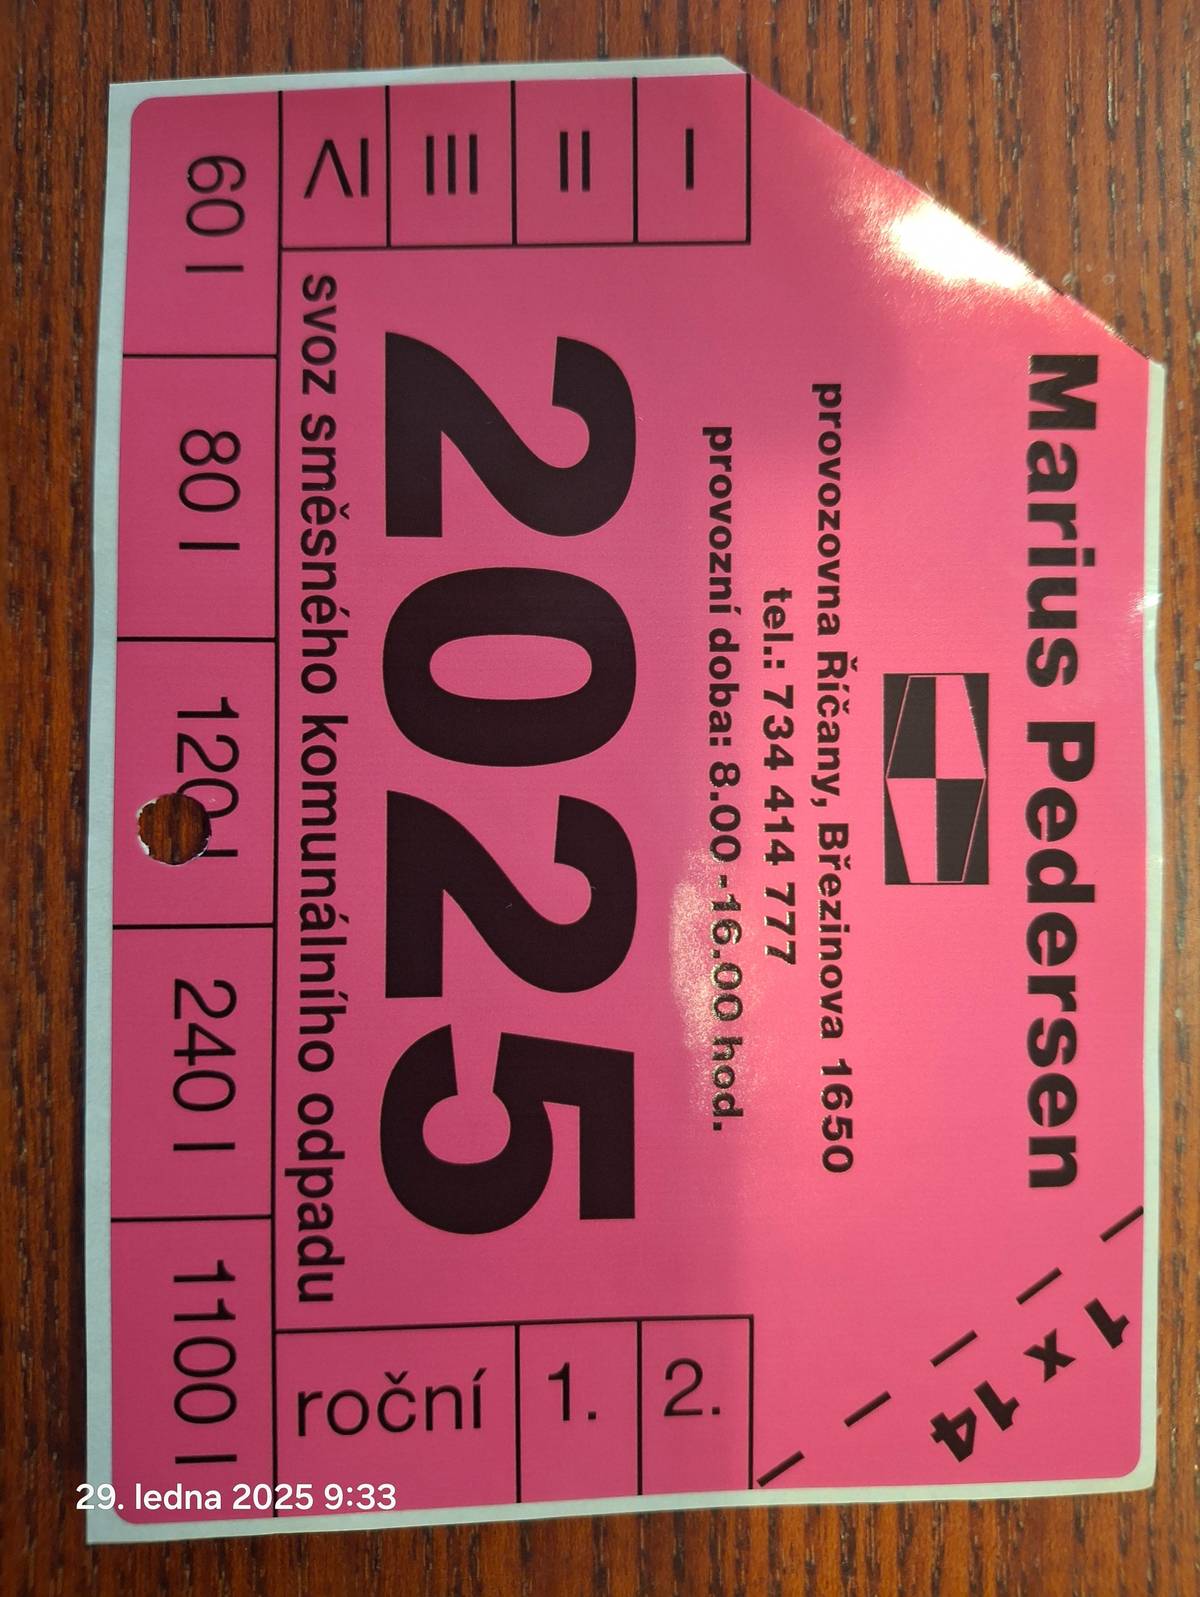 Marius Pedersen
1 x 14
provozovna Říčany, Březinova 1650
tel.: 734 414 777
provozní doba: 8.00 -16.00 hod.
I
II
III
IV
2025
2.
1.
roční
svoz směsného komunálního odpadu
60 l
80 l
120 l
240 l
1100 l
29. ledna 2025 9:33